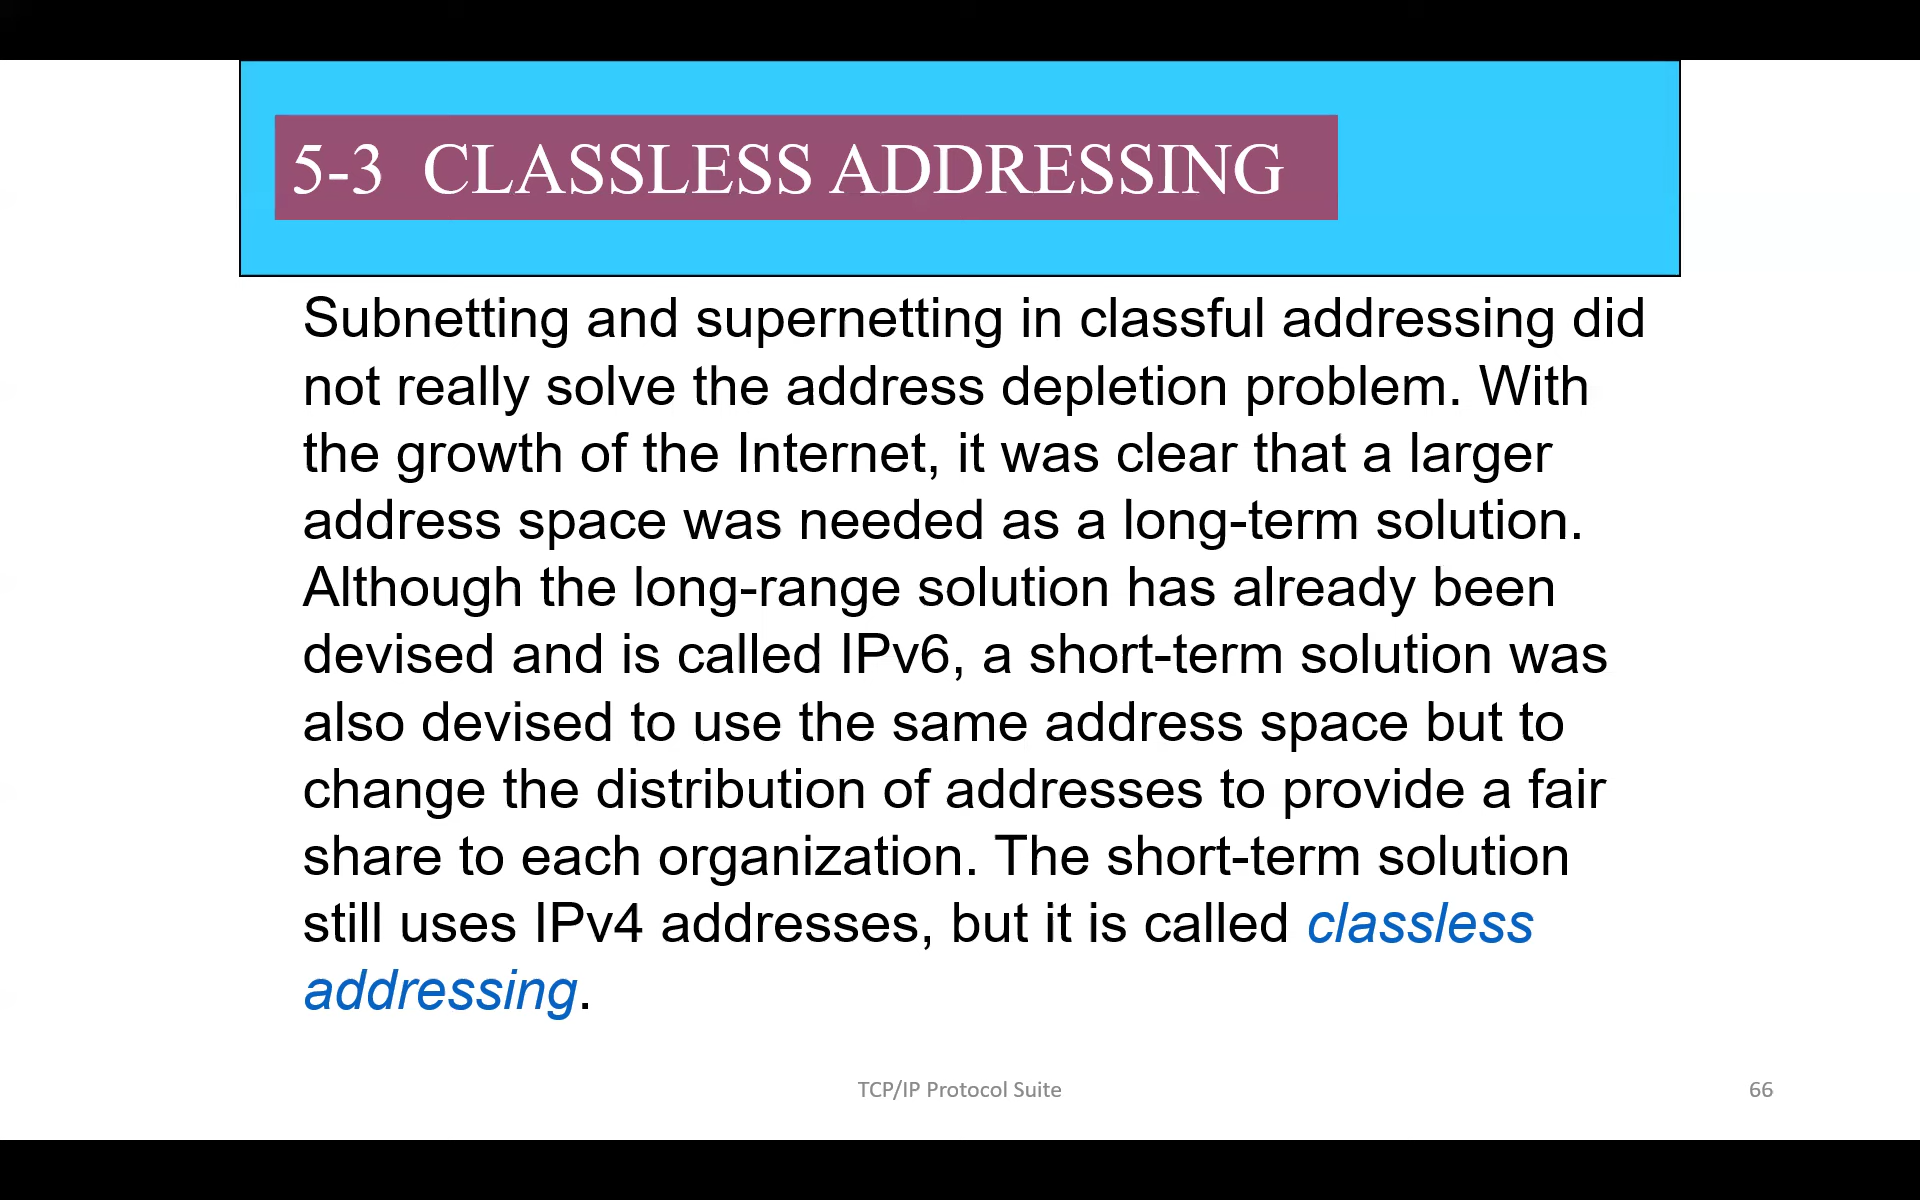 5-3 CLASSLESS ADDRESSING
Subnetting and supernetting in classful addressing did
not really solve the address depletion problem. With
the growth of the Internet, it was clear that a larger
address space was needed as a long-term solution.
Although the long-range solution has already been
devised and is called IPv6, a short-term solution was
also devised to use the same address space but to
change the distribution of addresses to provide a fair
share to each organization. The short-term solution
still uses IPv4 addresses, but it is called classless
addressing.
TCP/IP Protocol Suite
66